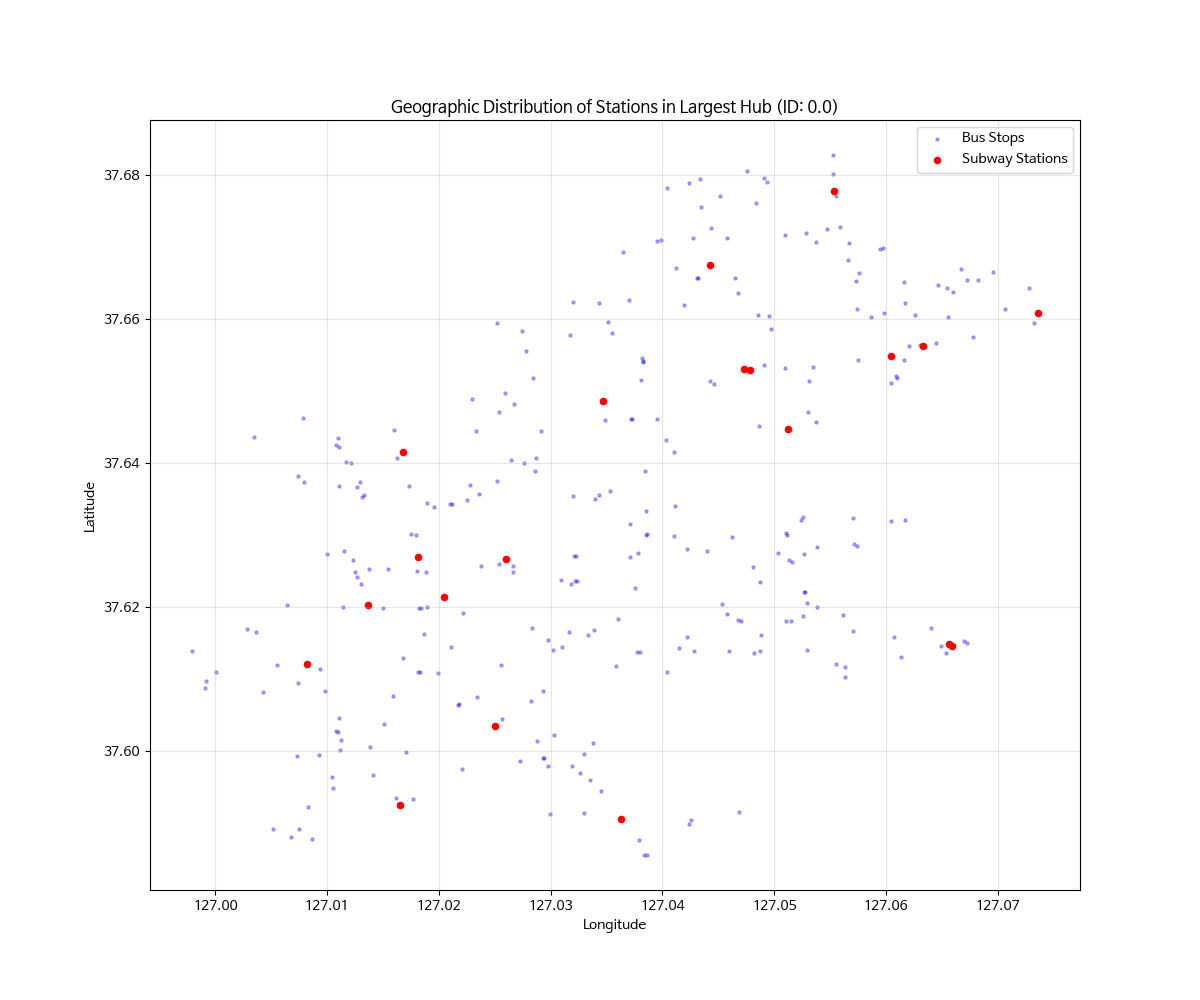 Geographic Distribution of Stations in Largest Hub (ID: 0.0)
Bus Stops
Subway Stations
37.68
37.66
37.64
37.62
37.60
Latitude
127.00 127.01 127.02 127.03 127.04 127.05 127.06 127.07
Longitude